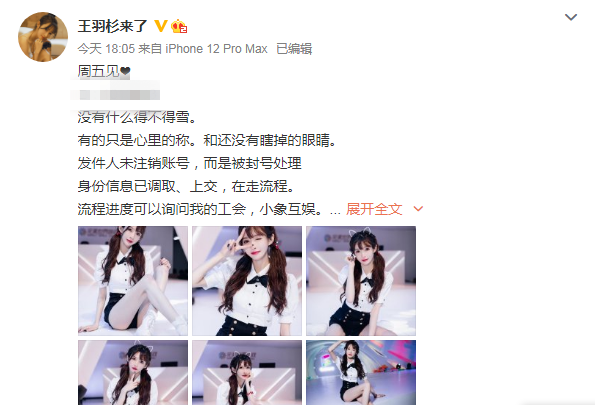 王羽杉来了
今天 18:05 来自 iPhone 12 Pro Max 已编辑
周五见❤
没有什么得不得雪。
有的只是心里的称。和还没有瞎掉的眼睛。
发件人未注销账号，而是被封号处理
身份信息已调取、上交，在走流程。
流程进度可以询问我的工会，小象互娱。... 展开全文